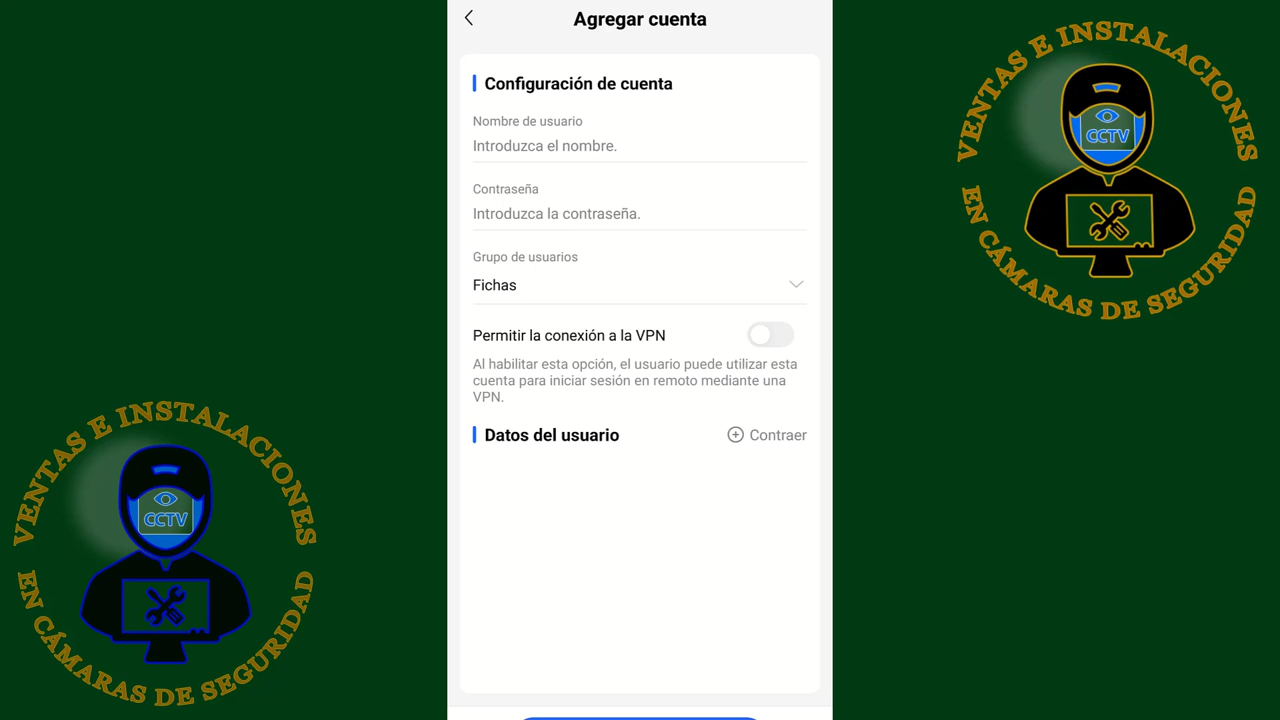 Agregar cuenta
Configuración de cuenta
Nombre de usuario
Introduzca el nombre.
Contraseña
Introduzca la contraseña.
Grupo de usuarios
Fichas
Permitir la conexión a la VPN
Al habilitar esta opción, el usuario puede utilizar esta
cuenta para iniciar sesión en remoto mediante una
VPN.
Datos del usuario
Contraer
VENTAS E INSTALACIONES
CCTV
EN CÁMARAS DE SEGURIDAD
VENTAS E INSTALACIONES
CCTV
EN CÁMARAS DE SEGURIDAD